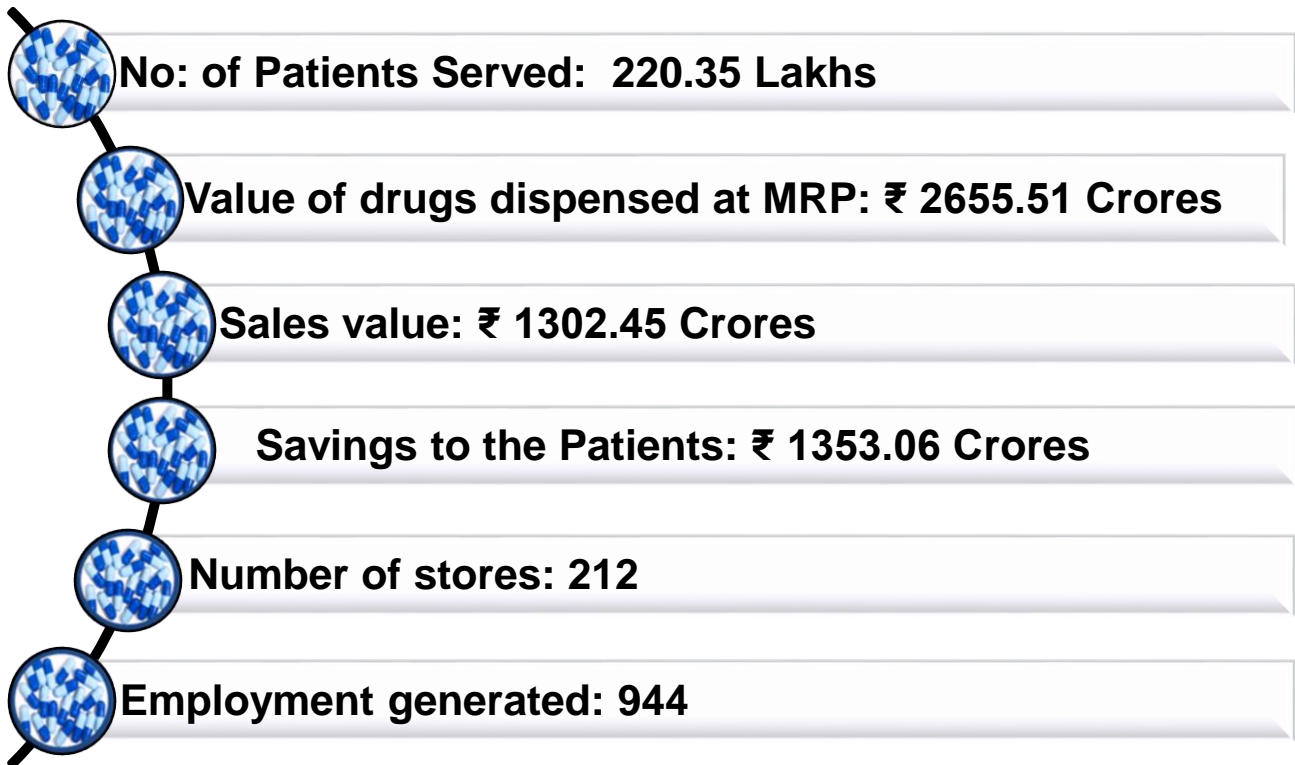 No: of Patients Served: 220.35 Lakhs
Value of drugs dispensed at MRP: ₹ 2655.51 Crores
Sales value: ₹ 1302.45 Crores
Savings to the Patients: ₹ 1353.06 Crores
Number of stores: 212
Employment generated: 944